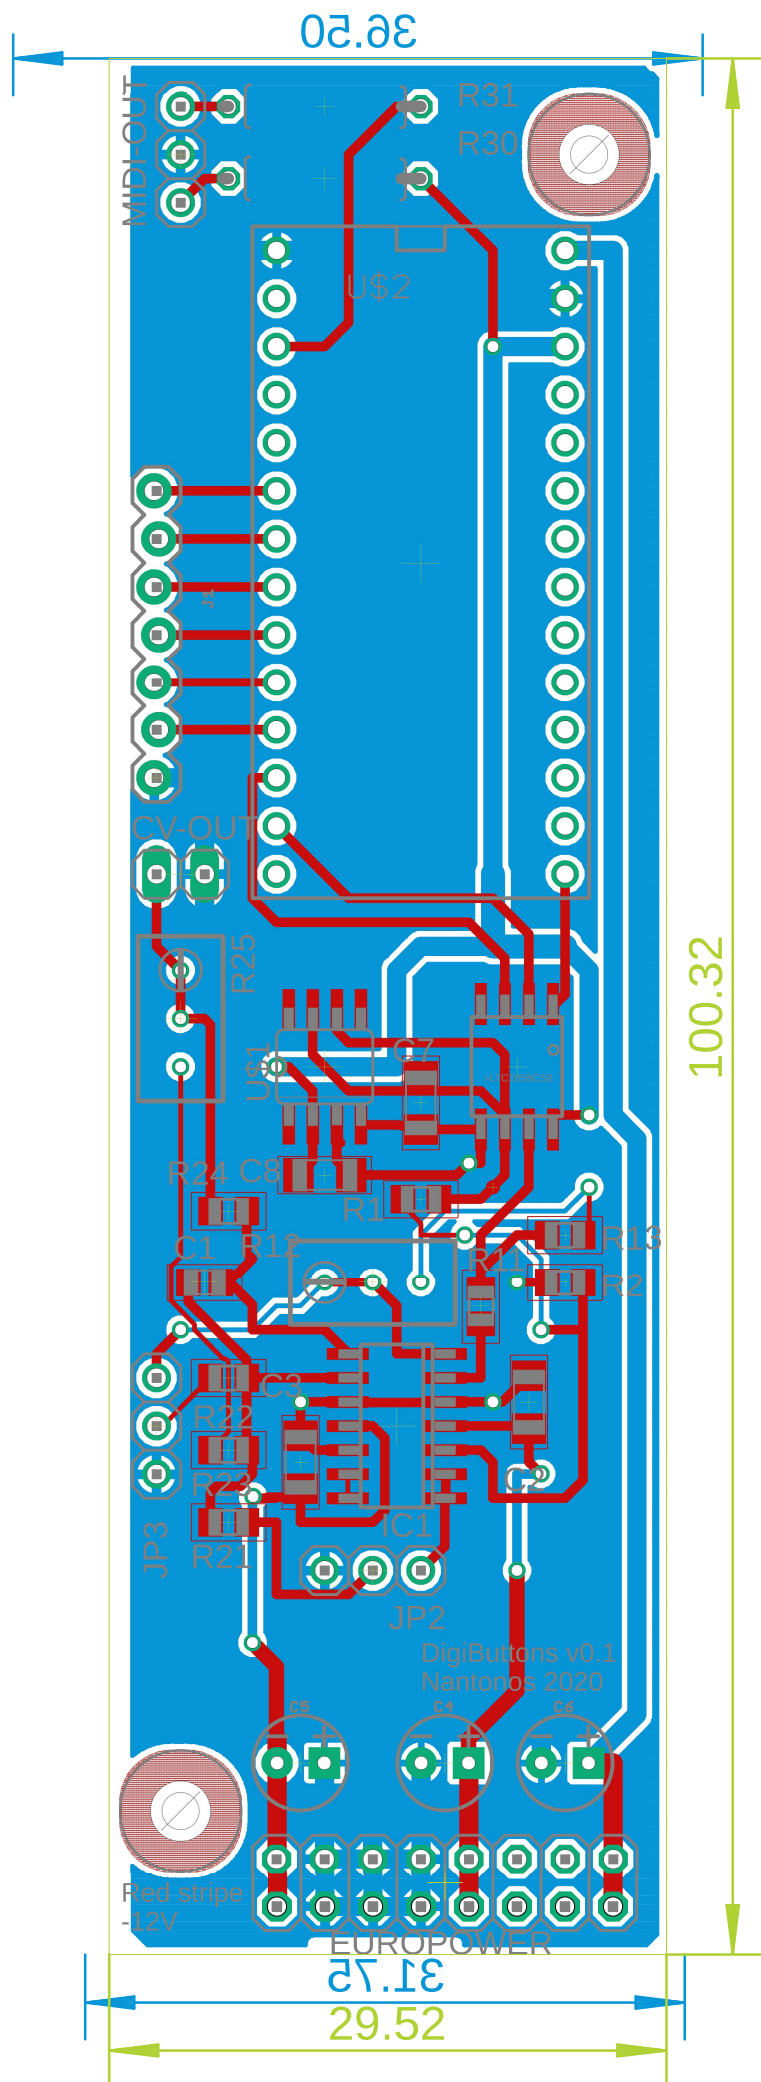 36.50
MIDI-OUT
R31
R30
U$2
J1
CV-OUT
R25
100.32
C7
U$1
LTC1658CS8
R24
C8
R1
C1
R12
R11
R13
R2
C3
R22
C2
R23
IC1
JP3
R21
JP2
DigiButtons v0.1
Nantonos 2020
C5
C4
C6
Red stripe
-12V
EUROPOWER
31.75
29.52